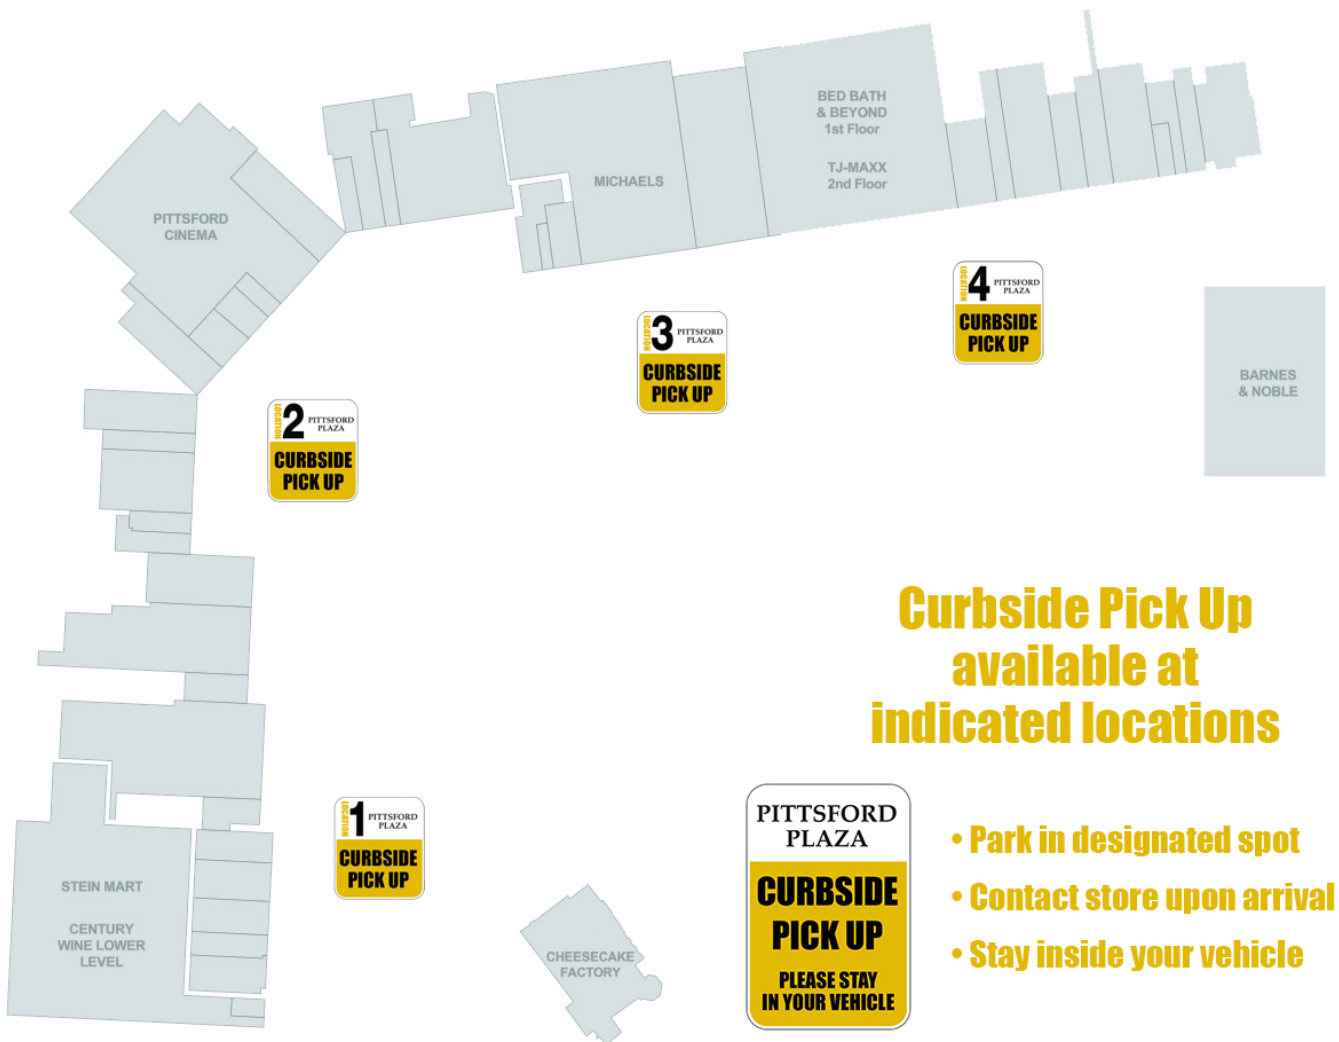 BED BATH
& BEYOND
1st Floor
TJ-MAXX
2nd Floor
MICHAELS
PITTSFORD
CINEMA
LOCATION 4 PITTSFORD
PLAZA
CURBSIDE
PICK UP
LOCATION 3 PITTSFORD
PLAZA
CURBSIDE
PICK UP
BARNES
& NOBLE
LOCATION 2 PITTSFORD
PLAZA
CURBSIDE
PICK UP
Curbside Pick Up
available at
indicated locations
LOCATION 1 PITTSFORD
PLAZA
CURBSIDE
PICK UP
STEIN MART
CENTURY
WINE LOWER
LEVEL
CHEESECAKE
FACTORY
PITTSFORD
PLAZA
CURBSIDE
PICK UP
PLEASE STAY
IN YOUR VEHICLE
• Park in designated spot
• Contact store upon arrival
• Stay inside your vehicle